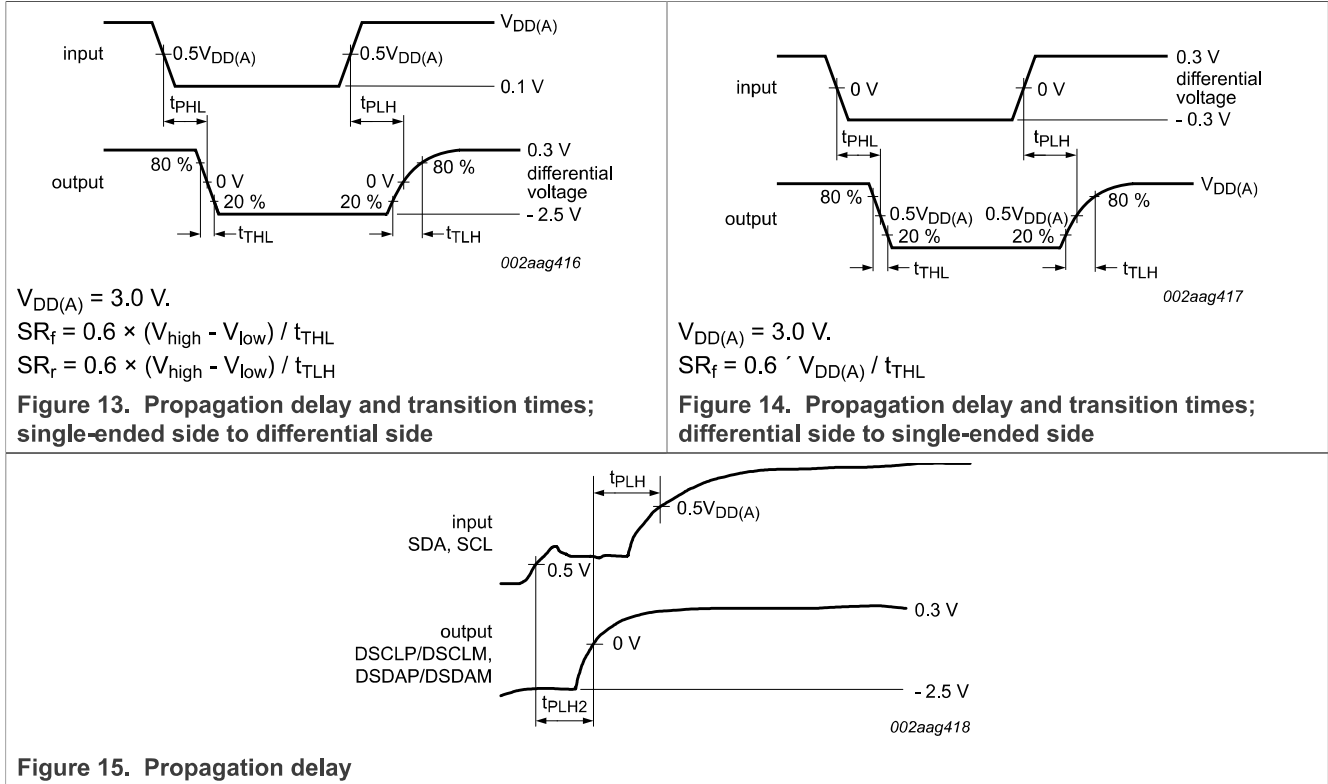 V_DD(A)
input
0.5V_DD(A)
0.5V_DD(A)
0.1 V
t_PHL
t_PLH
0.3 V
80 %
80 %
differential
voltage
output
0 V
0 V
20 %
20 %
- 2.5 V
t_THL
t_TLH
002aag416
V_DD(A) = 3.0 V.
SR_f = 0.6 × (V_high - V_low) / t_THL
SR_r = 0.6 × (V_high - V_low) / t_TLH
Figure 13. Propagation delay and transition times;
single-ended side to differential side
0.3 V
input
0 V
0 V
differential
voltage
- 0.3 V
t_PHL
t_PLH
V_DD(A)
80 %
80 %
output
0.5V_DD(A)
0.5V_DD(A)
20 %
20 %
t_THL
t_TLH
002aag417
V_DD(A) = 3.0 V.
SR_f = 0.6 ´ V_DD(A) / t_THL
Figure 14. Propagation delay and transition times;
differential side to single-ended side
t_PLH
0.5V_DD(A)
input
SDA, SCL
0.5 V
0.3 V
output
DSCLP/DSCLM,
DSDAP/DSDAM
0 V
- 2.5 V
t_PLH2
002aag418
Figure 15. Propagation delay